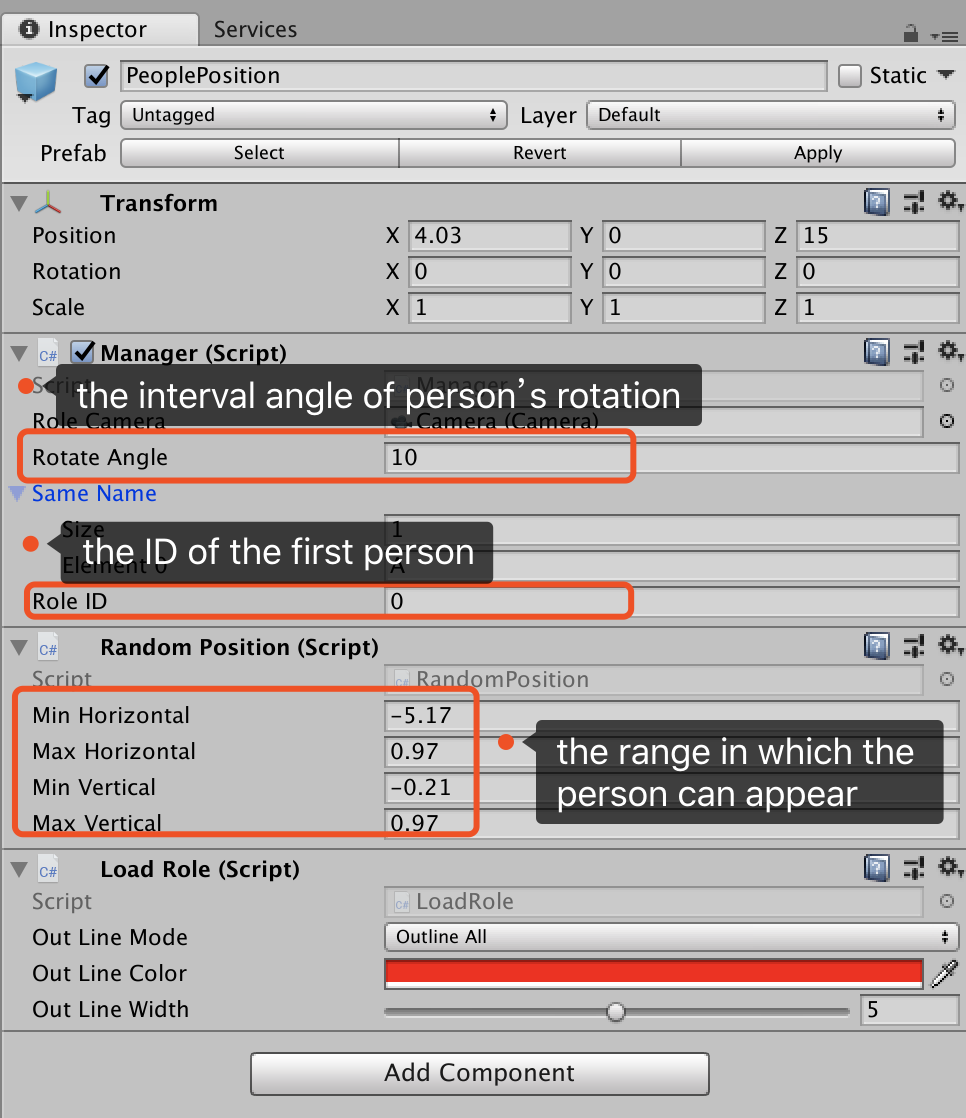 Inspector Services
PeoplePosition Static
Tag Untagged Layer Default
Prefab Select Revert Apply
Transform
Position X 4.03 Y 0 Z 15
Rotation X 0 Y 0 Z 0
Scale X 1 Y 1 Z 1
C# Manager (Script)
Script Manager
the interval angle of person's rotation
Role Camera Camera (Camera)
Rotate Angle 10
Same Name
Size 1
the ID of the first person
Element 0 A
Role ID 0
C# Random Position (Script)
Script C# RandomPosition
Min Horizontal -5.17
Max Horizontal 0.97
the range in which the
person can appear
Min Vertical -0.21
Max Vertical 0.97
C# Load Role (Script)
Script C# LoadRole
Out Line Mode Outline All
Out Line Color
Out Line Width 5
Add Component